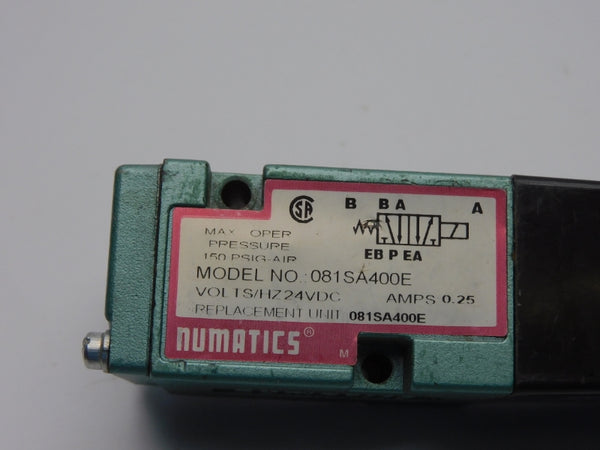 CSA
B BA A
EB P EA
MAX. OPER
PRESSURE
150 PSIG-AIR
MODEL NO.: 081SA400E
VOLTS/HZ 24VDC AMPS 0.25
REPLACEMENT UNIT 081SA400E
numatics® M